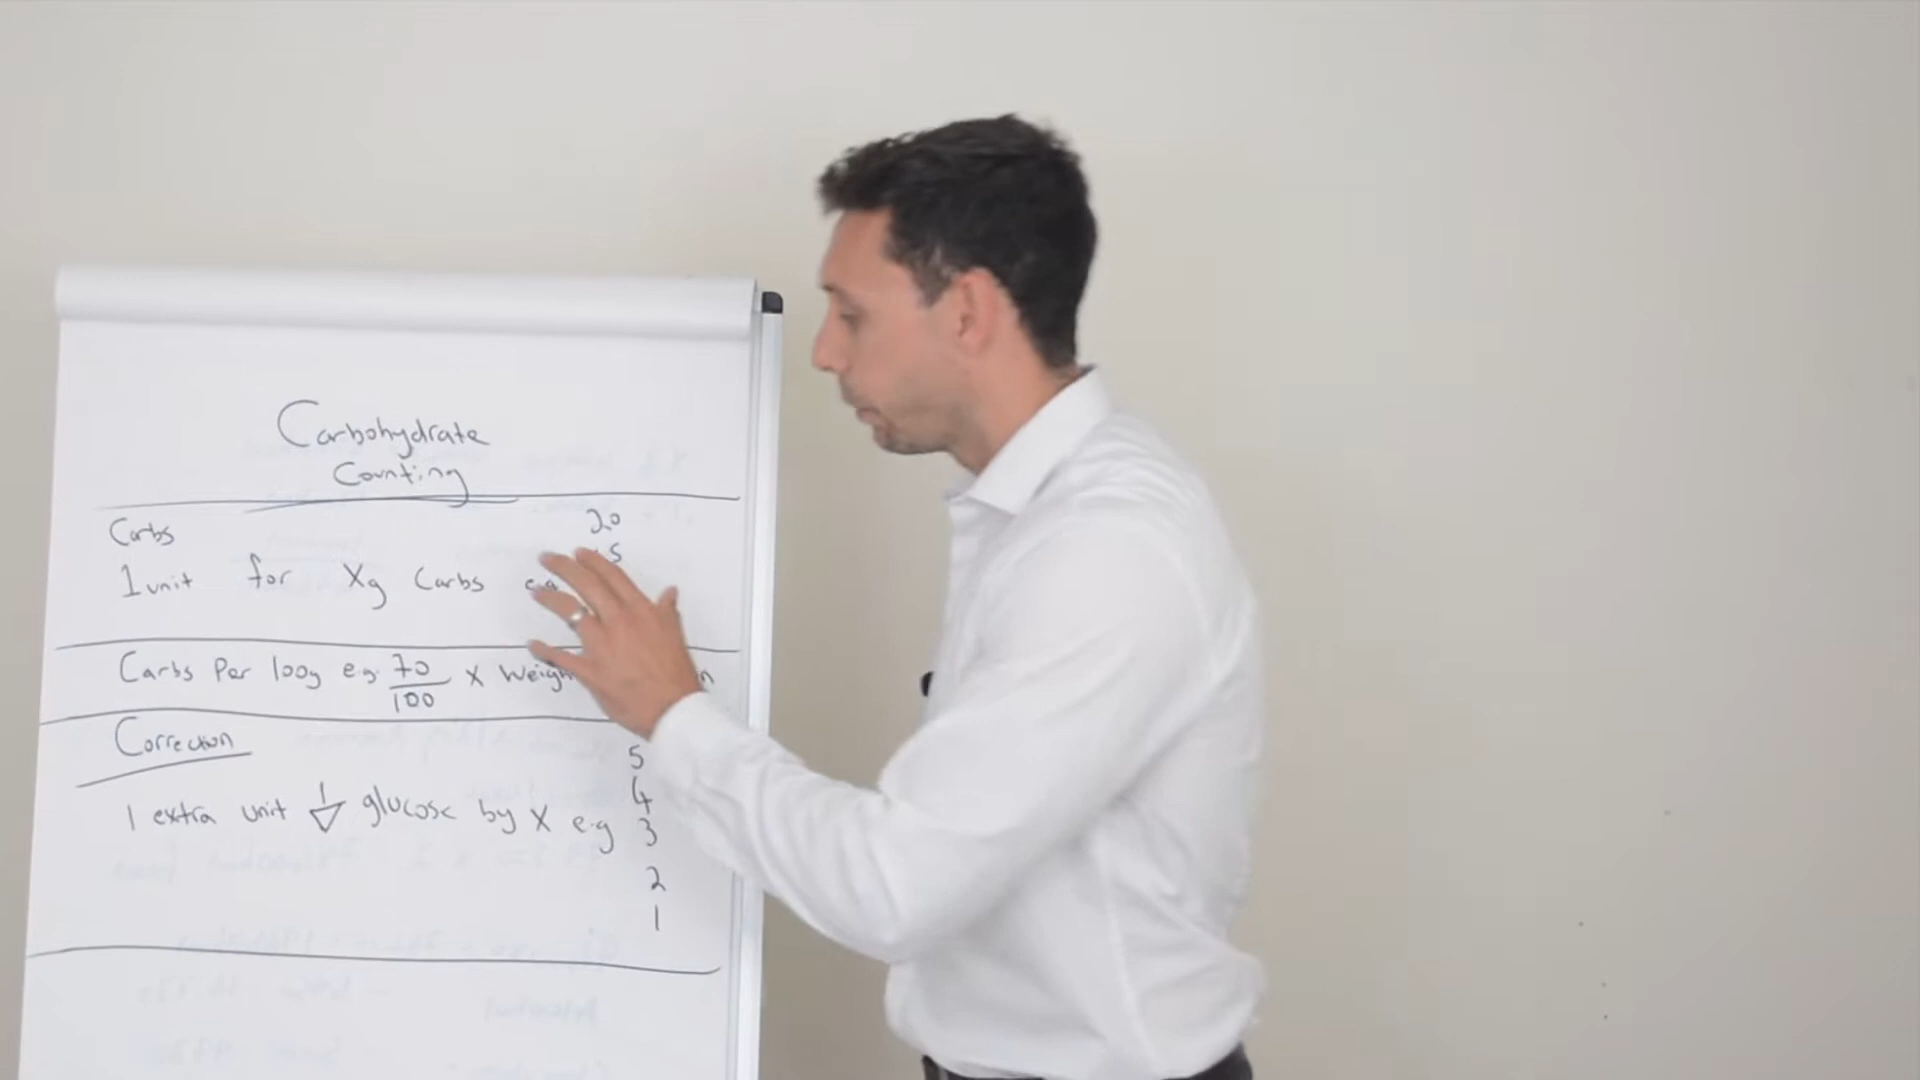 Carbohydrate
Counting
Carbs
20
1 unit for Xg Carbs e.g
Carbs Per 100g e.g. 70/100 X
Correction
5
4
1 extra unit ↓ glucose by X e.g 3
2
1